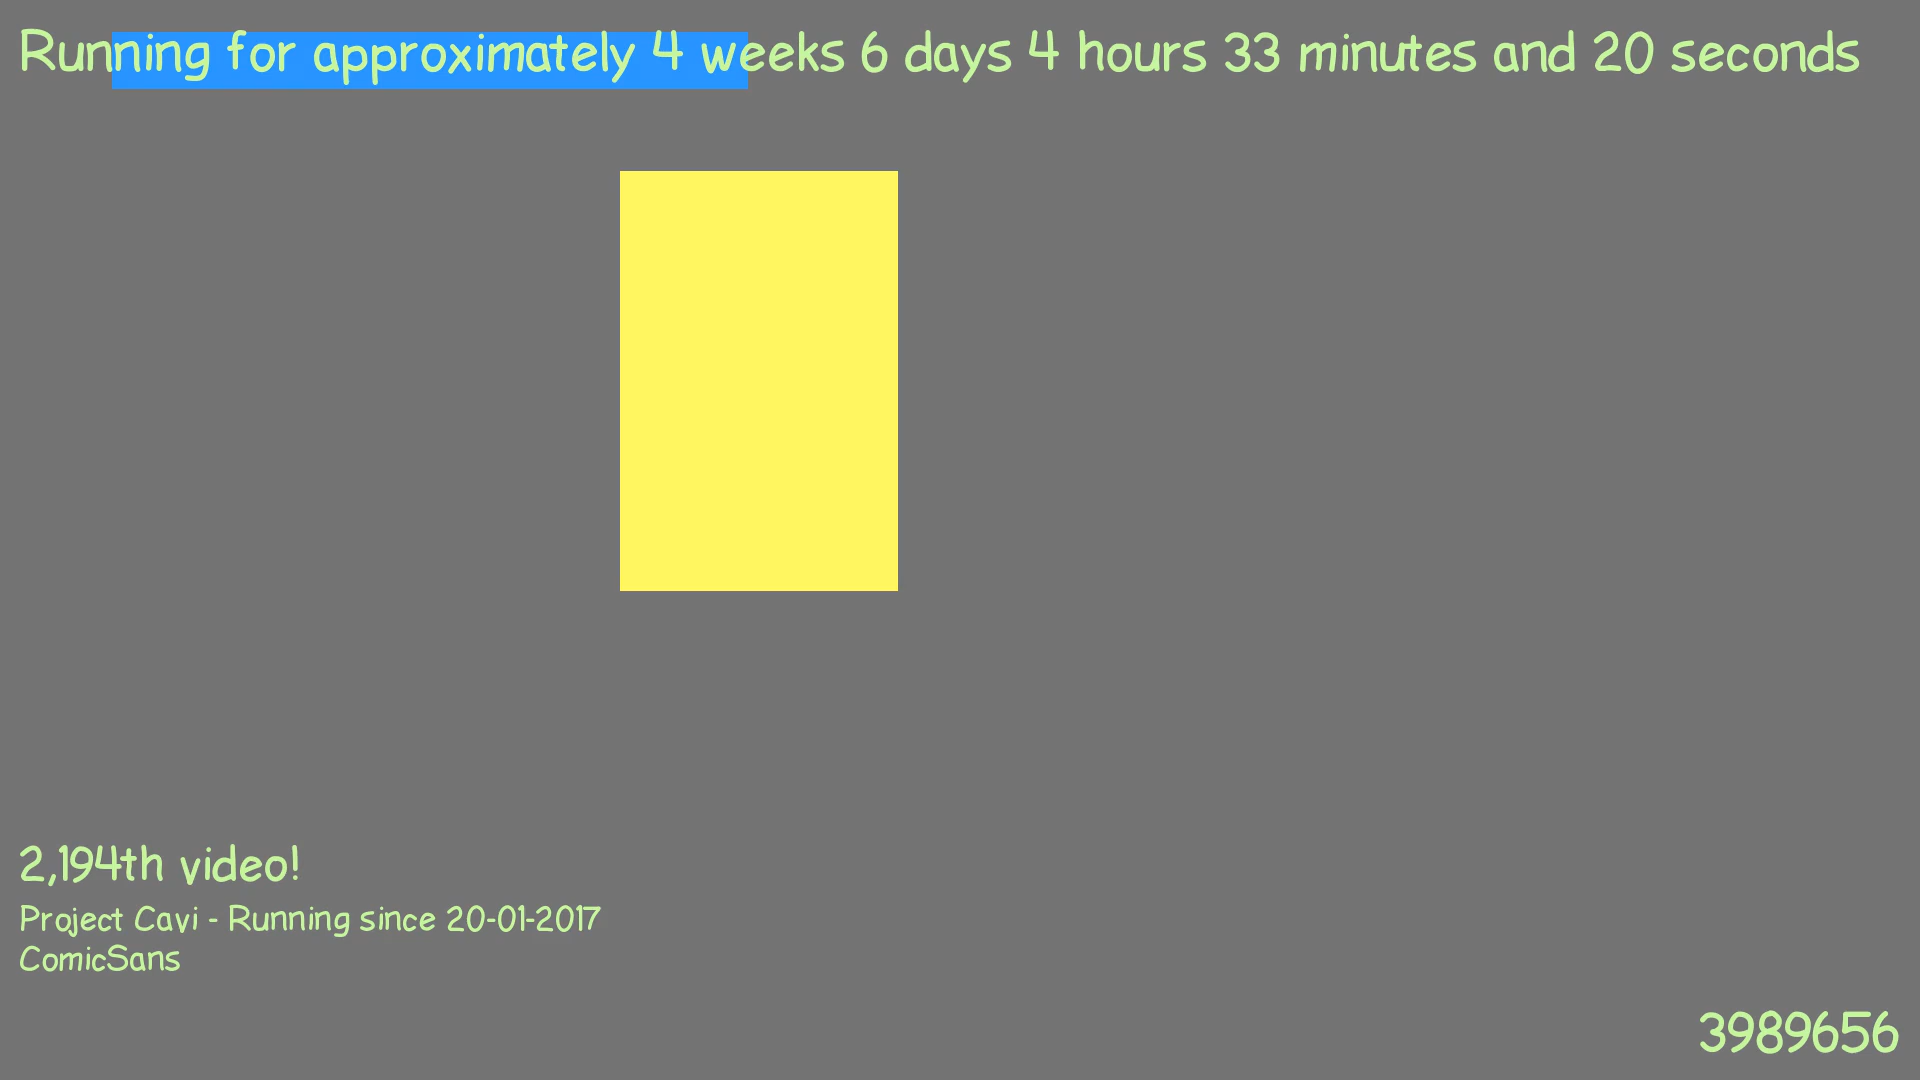 Running for approximately 4 weeks 6 days 4 hours 33 minutes and 20 seconds
2,194th video!
Project Cavi - Running since 20-01-2017
ComicSans
3989656